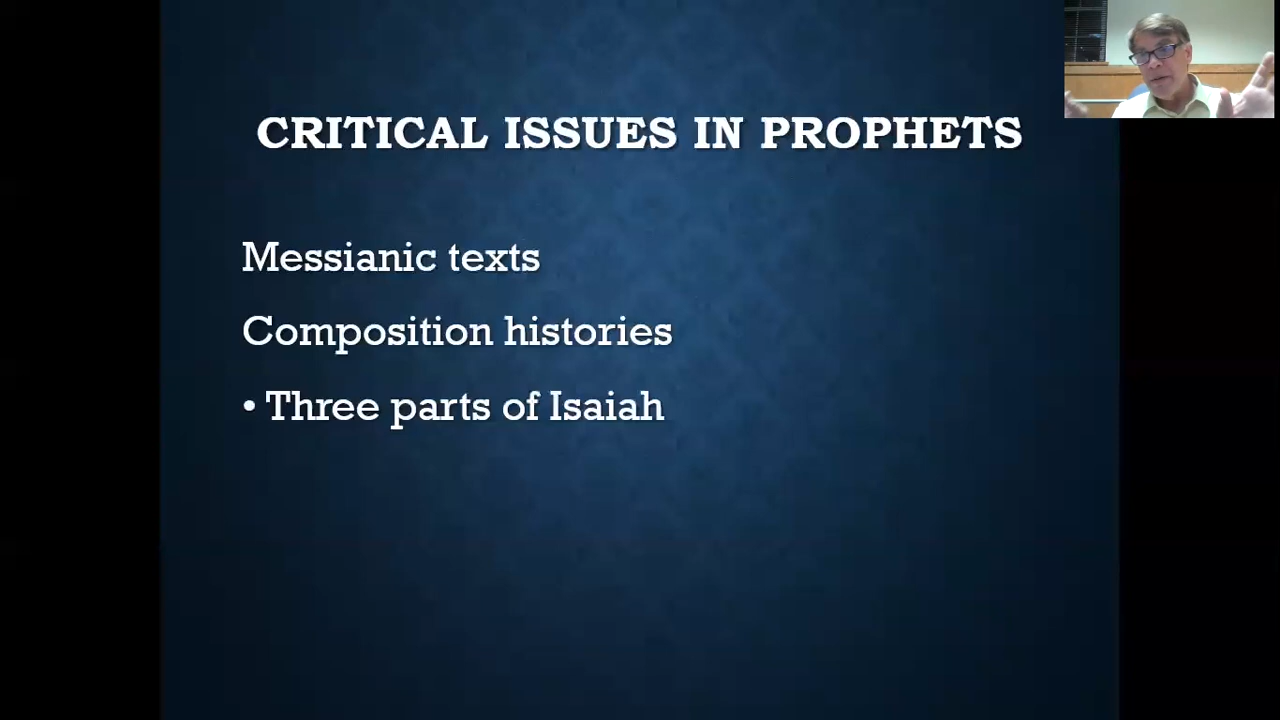 CRITICAL ISSUES IN PROPHETS
Messianic texts
Composition histories
• Three parts of Isaiah